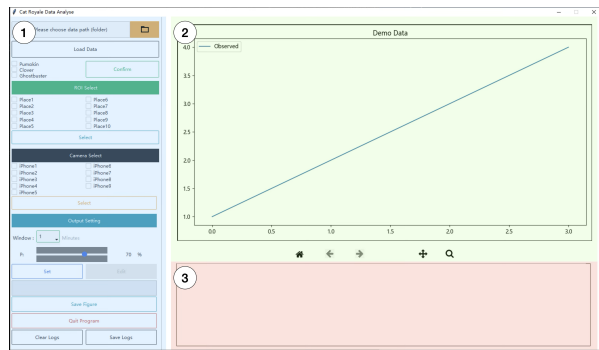 Cat Royale Data Analyse
1
Please choose data path (folder)
Load Data
Pumpkin
Clover
Ghostbuster
Confirm
ROI Select
Place1
Place2
Place3
Place4
Place5
Place6
Place7
Place8
Place9
Place10
Select
Camera Select
iPhone1
iPhone2
iPhone3
iPhone4
iPhone5
iPhone6
iPhone7
iPhone8
iPhone9
Select
Output Setting
Window : 1 Minutes
P: 70 %
Set
Edit
Save Figure
Quit Program
Clear Logs
Save Logs
2
Demo Data
Observed
4.0
3.5
3.0
2.5
2.0
1.5
1.0
0.0 0.5 1.0 1.5 2.0 2.5 3.0
3